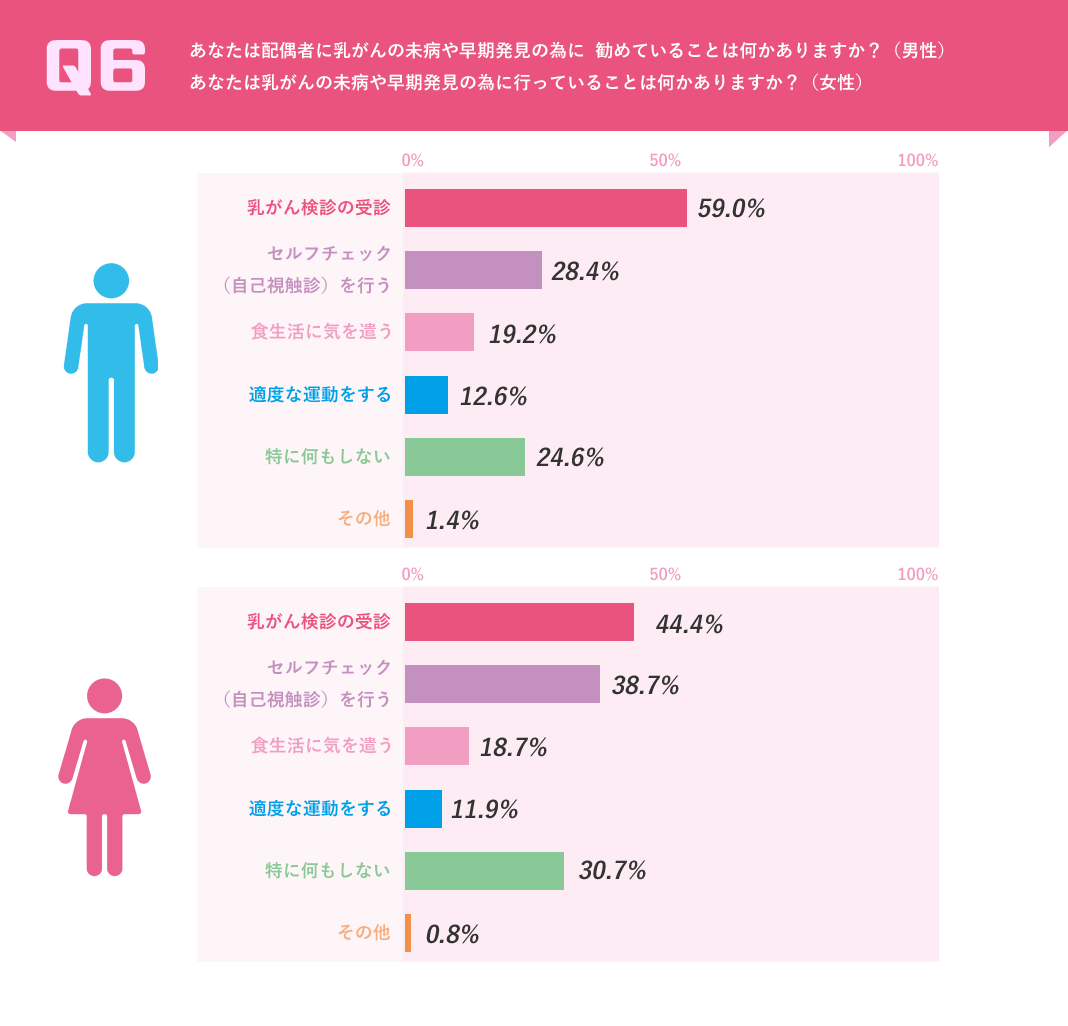 Q6
あなたは配偶者に乳がんの未病や早期発見の為に 勧めていることは何かありますか？（男性）
あなたは乳がんの未病や早期発見の為に行っていることは何かありますか？（女性）
0% 50% 100%
乳がん検診の受診 59.0%
セルフチェック
（自己視触診）を行う 28.4%
食生活に気を遣う 19.2%
適度な運動をする 12.6%
特に何もしない 24.6%
その他 1.4%
0% 50% 100%
乳がん検診の受診 44.4%
セルフチェック
（自己視触診）を行う 38.7%
食生活に気を遣う 18.7%
適度な運動をする 11.9%
特に何もしない 30.7%
その他 0.8%